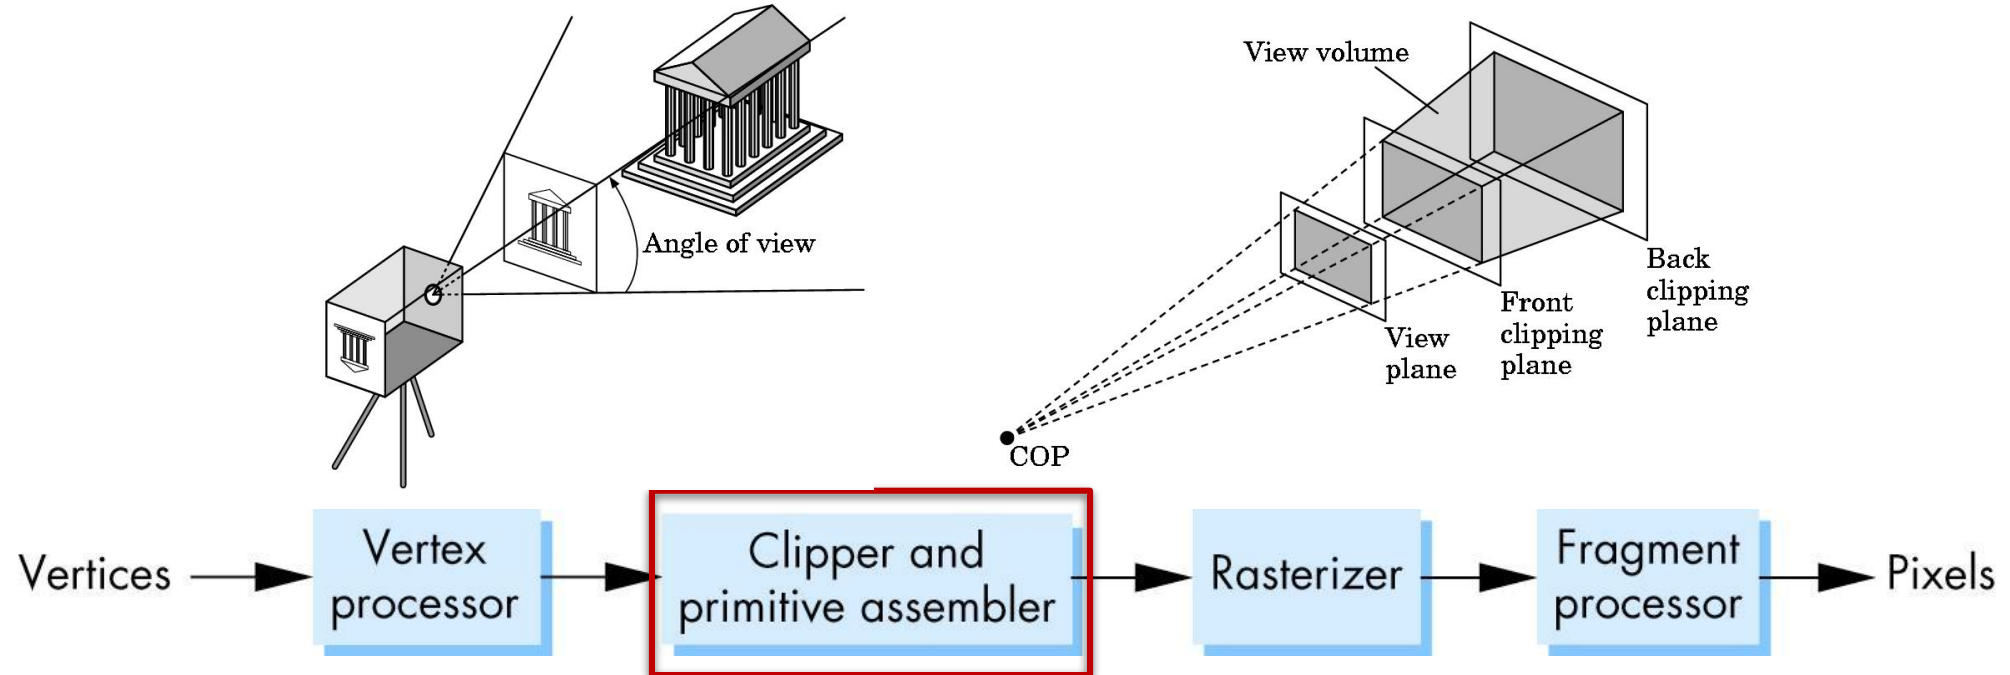 View volume
Angle of view
Back
clipping
plane
Front
clipping
plane
View
plane
COP
Vertices
Vertex
processor
Clipper and
primitive assembler
Rasterizer
Fragment
processor
Pixels